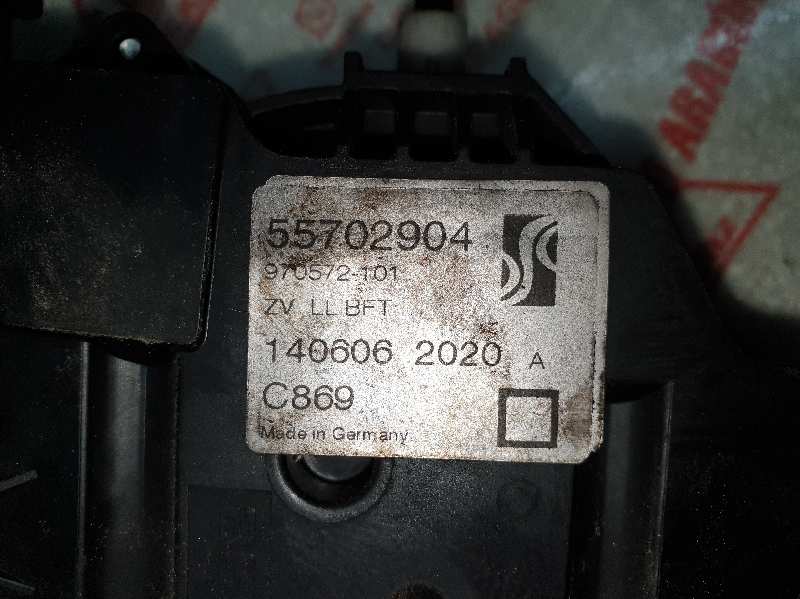 55702904
970572-101
ZV LL BFT
140606 2020 A
C869
Made in Germany